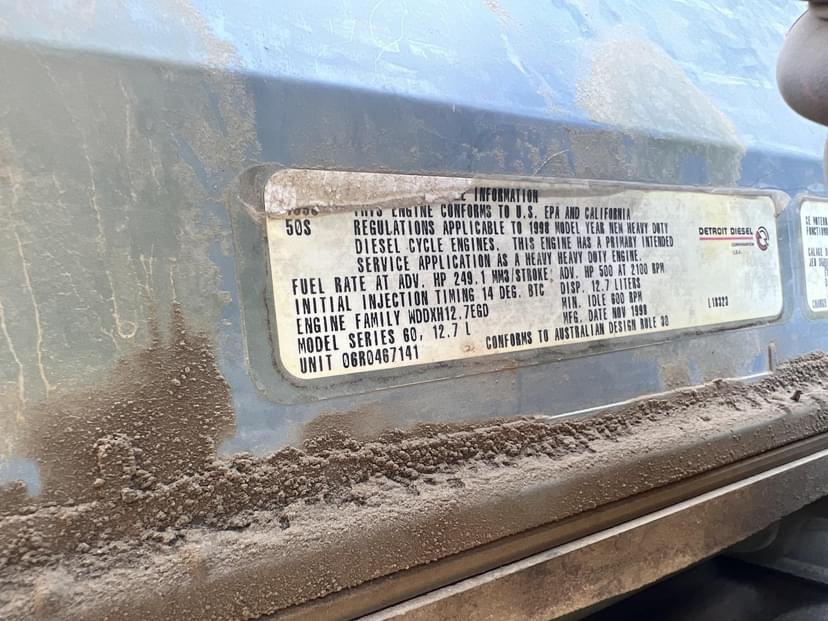 INFORMATION
50S
THIS ENGINE CONFORMS TO U.S. EPA AND CALIFORNIA
REGULATIONS APPLICABLE TO 1998 MODEL YEAR NEW HEAVY DUTY
DIESEL CYCLE ENGINES. THIS ENGINE HAS A PRIMARY INTENDED
SERVICE APPLICATION AS A HEAVY HEAVY DUTY ENGINE.
FUEL RATE AT ADV. HP 249.1 MM3/STROKE, ADV. HP 500 AT 2100 RPM
INITIAL INJECTION TIMING 14 DEG. BTC DISP. 12.7 LITERS
ENGINE FAMILY WDDXH12.7EGD MIN. IDLE 600 RPM
MODEL SERIES 60, 12.7 L MFG. DATE NOV 1998
UNIT 06R0467141 CONFORMS TO AUSTRALIAN DESIGN RULE 30
DETROIT DIESEL
CORPORATION
U.S.A.
L18323